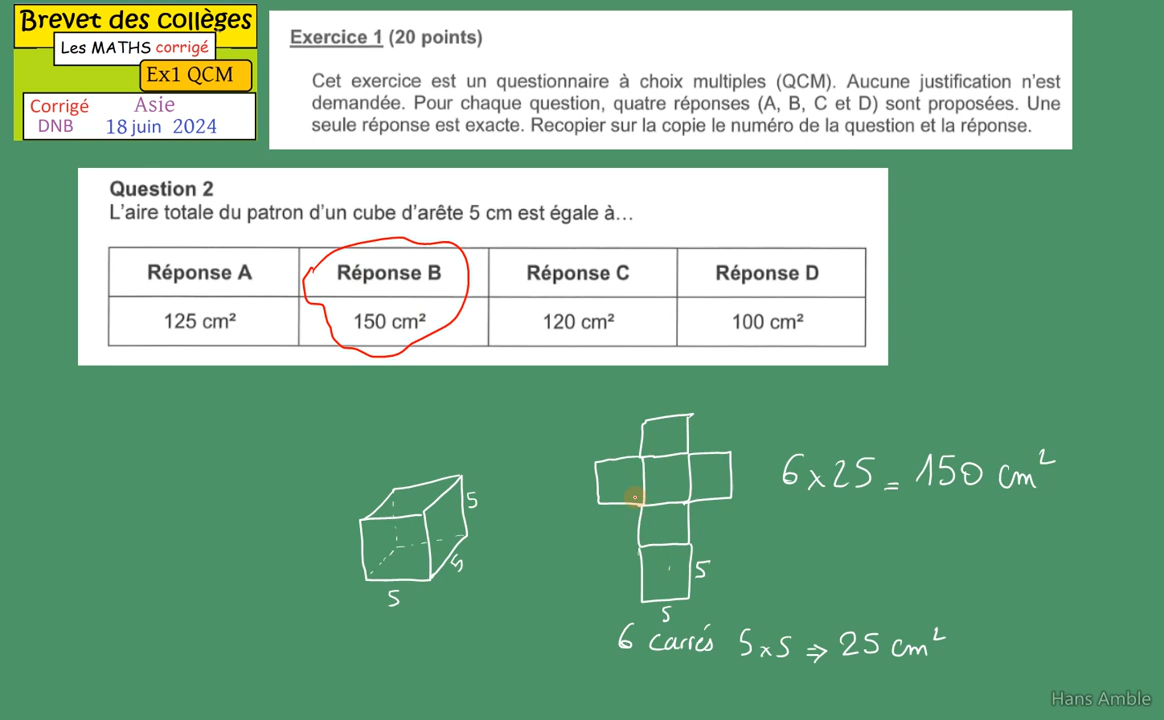 Brevet des collèges
Les MATHS corrigé
Ex1 QCM
Corrigé Asie
DNB 18 juin 2024
Exercice 1 (20 points)
Cet exercice est un questionnaire à choix multiples (QCM). Aucune justification n'est
demandée. Pour chaque question, quatre réponses (A, B, C et D) sont proposées. Une
seule réponse est exacte. Recopier sur la copie le numéro de la question et la réponse.
Question 2
L'aire totale du patron d'un cube d'arête 5 cm est égale à…
Réponse A Réponse B Réponse C Réponse D
125 cm² 150 cm² 120 cm² 100 cm²
6 x 25 = 150 cm²
5
5
5
5
5
6 carrés 5 x 5 ⇒ 25 cm²
Hans Amble